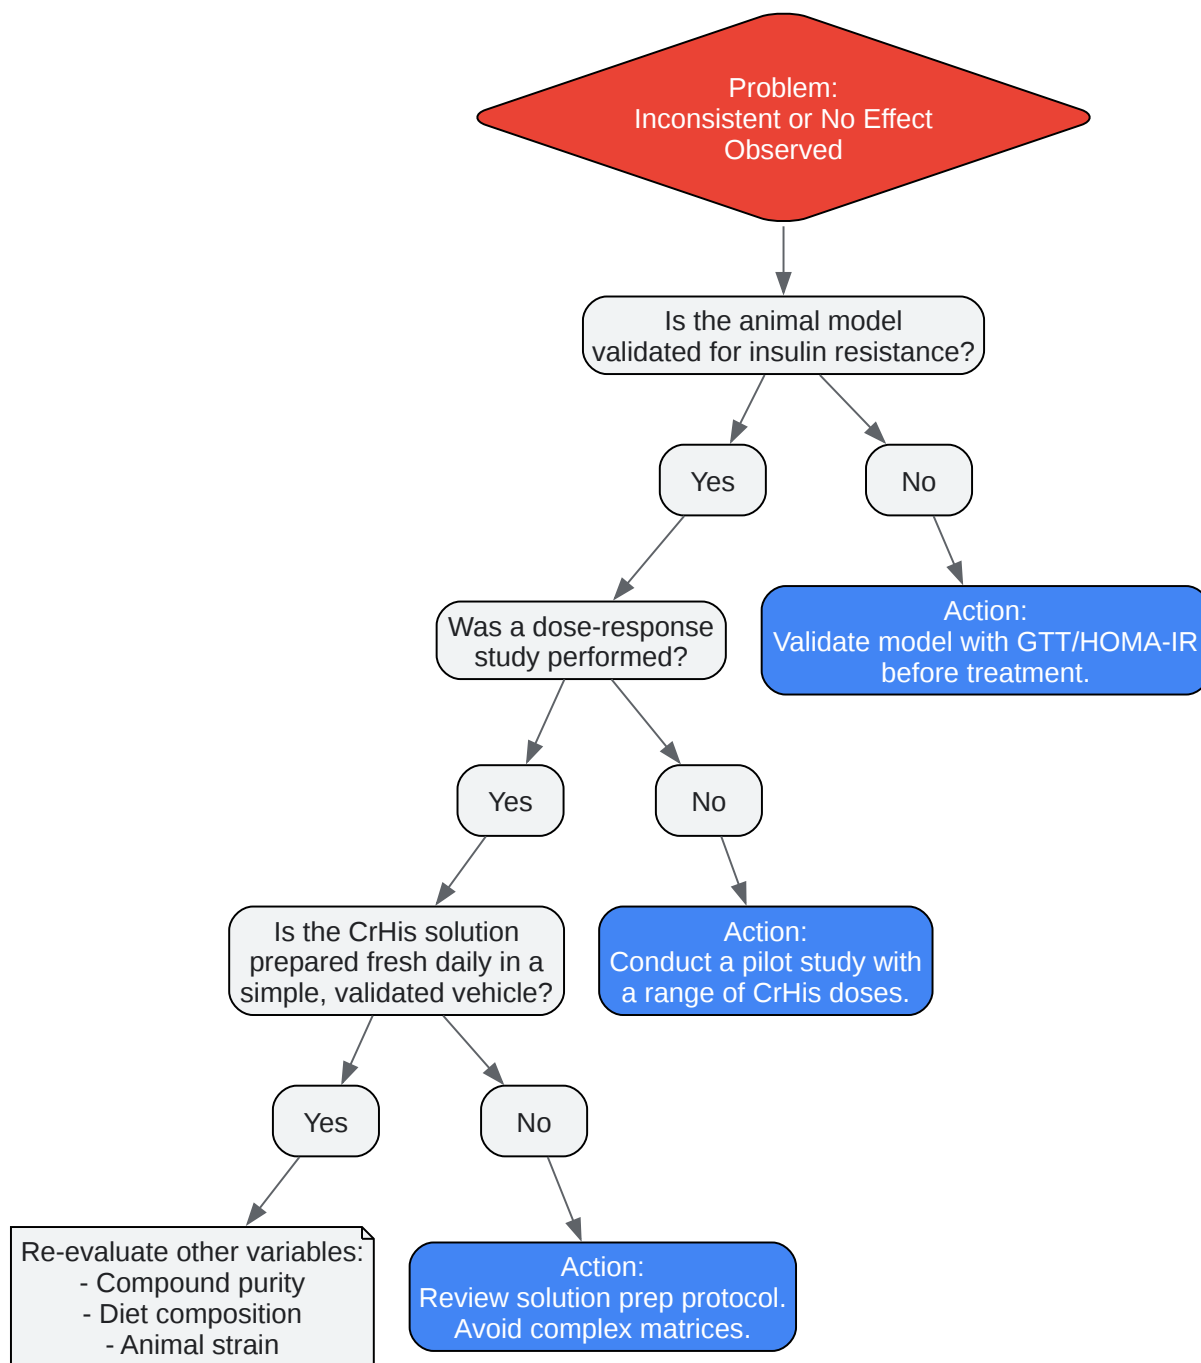 Problem:
Inconsistent or No Effect
Observed
Is the animal model
validated for insulin resistance?
Yes
No
Was a dose-response
study performed?
Action:
Validate model with GTT/HOMA-IR
before treatment.
Yes
No
Is the CrHis solution
prepared fresh daily in a
simple, validated vehicle?
Action:
Conduct a pilot study with
a range of CrHis doses.
Yes
No
Re-evaluate other variables:
- Compound purity
- Diet composition
- Animal strain
Action:
Review solution prep protocol.
Avoid complex matrices.